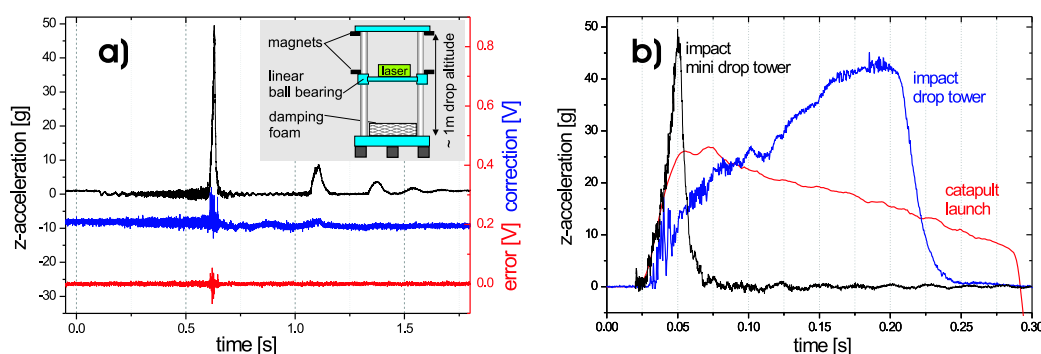 a)
magnets
linear
ball bearing
damping
foam
laser
~ 1m drop altitude
z-acceleration [g]
50
40
30
20
10
0
-10
-20
-30
0.0
0.5
1.0
1.5
time [s]
0.8
0.6
0.4
0.2
0.0
error [V] correction [V]
b)
impact
mini drop tower
impact
drop tower
catapult
launch
z-acceleration [g]
50
40
30
20
10
0
0.00
0.05
0.10
0.15
0.20
0.25
0.30
time [s]